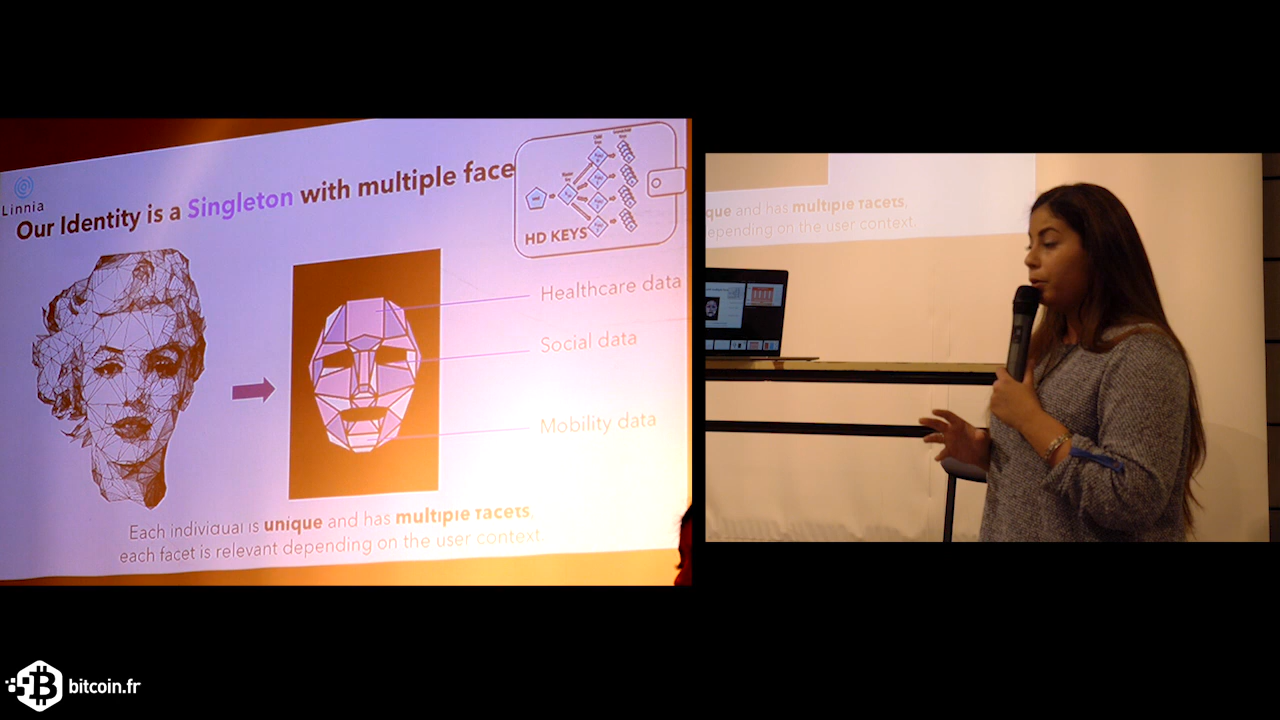 Linnia
Our Identity is a Singleton with multiple face
HD KEYS
Healthcare data
Social data
Mobility data
Each individual is unique and has multiple facets,
each facet is relevant depending on the user context.
que and has multiple facets,
epending on the user context.
bitcoin.fr